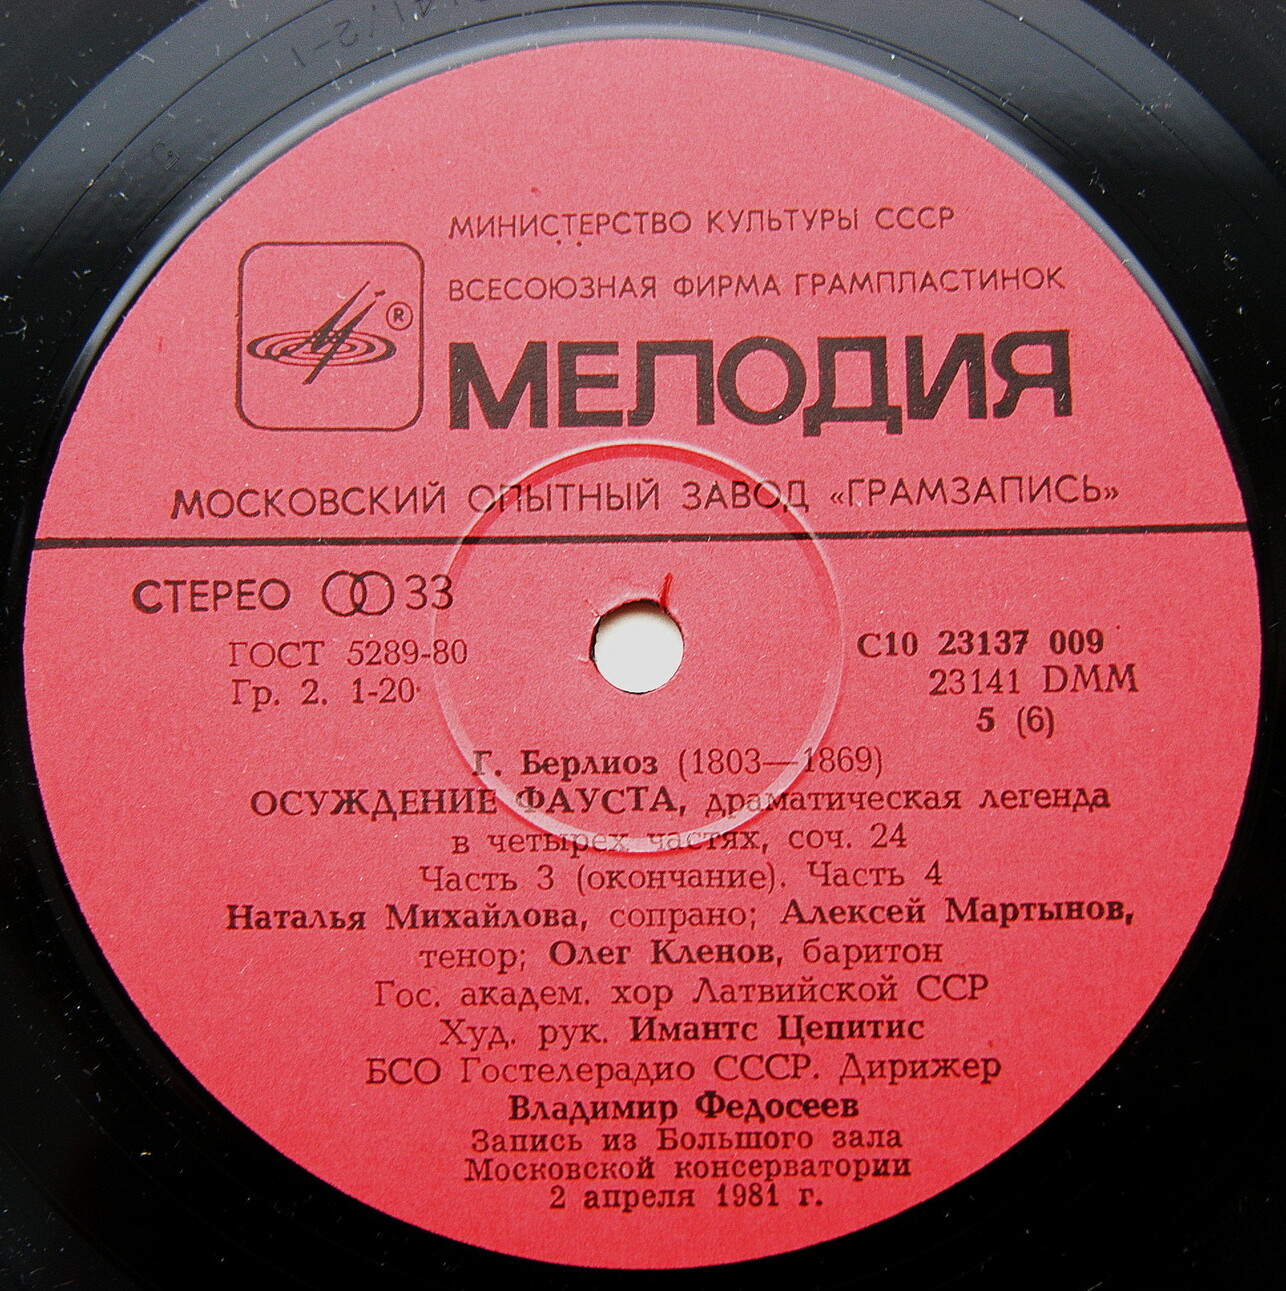 МИНИСТЕРСТВО КУЛЬТУРЫ СССР
ВСЕСОЮЗНАЯ ФИРМА ГРАМПЛАСТИНОК
®
МЕЛОДИЯ
МОСКОВСКИЙ ОПЫТНЫЙ ЗАВОД «ГРАМЗАПИСЬ»
СТЕРЕО 33
ГОСТ 5289-80
Гр. 2. 1-20
С10 23137 009
23141 DMM
5 (6)
Г. Берлиоз (1803—1869)
ОСУЖДЕНИЕ ФАУСТА, драматическая легенда
в четырех частях, соч. 24
Часть 3 (окончание). Часть 4
Наталья Михайлова, сопрано; Алексей Мартынов,
тенор; Олег Кленов, баритон
Гос. академ. хор Латвийской ССР
Худ. рук. Имантс Цепитис
БСО Гостелерадио СССР. Дирижер
Владимир Федосеев
Запись из Большого зала
Московской консерватории
2 апреля 1981 г.